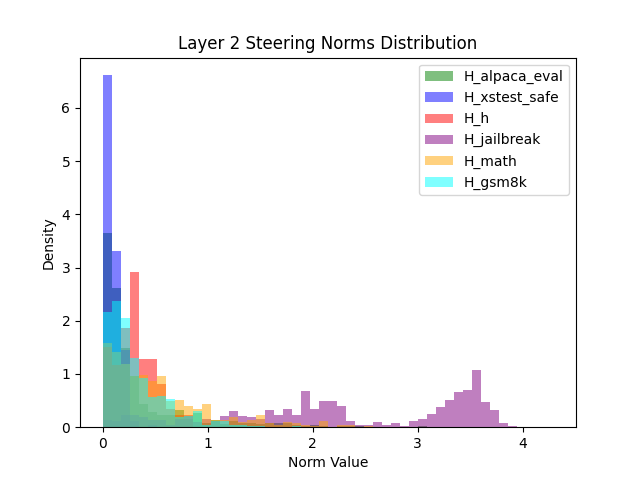 Layer 2 Steering Norms Distribution
H_alpaca_eval
H_xstest_safe
H_h
H_jailbreak
H_math
H_gsm8k
Density
6
5
4
3
2
1
0
0 1 2 3 4
Norm Value